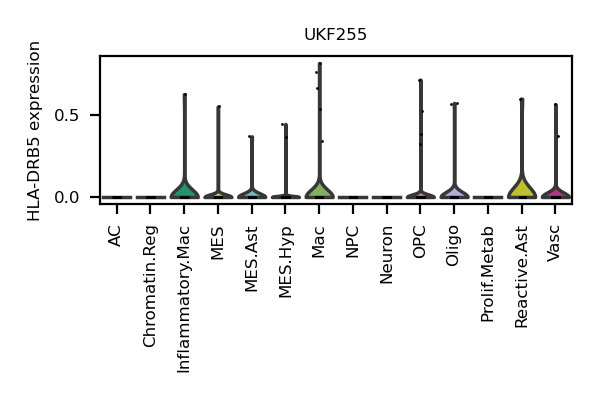 UKF255
HLA-DRB5 expression
0.5
0.0
AC
Chromatin.Reg
Inflammatory.Mac
MES
MES.Ast
MES.Hyp
Mac
NPC
Neuron
OPC
Oligo
Prolif.Metab
Reactive.Ast
Vasc